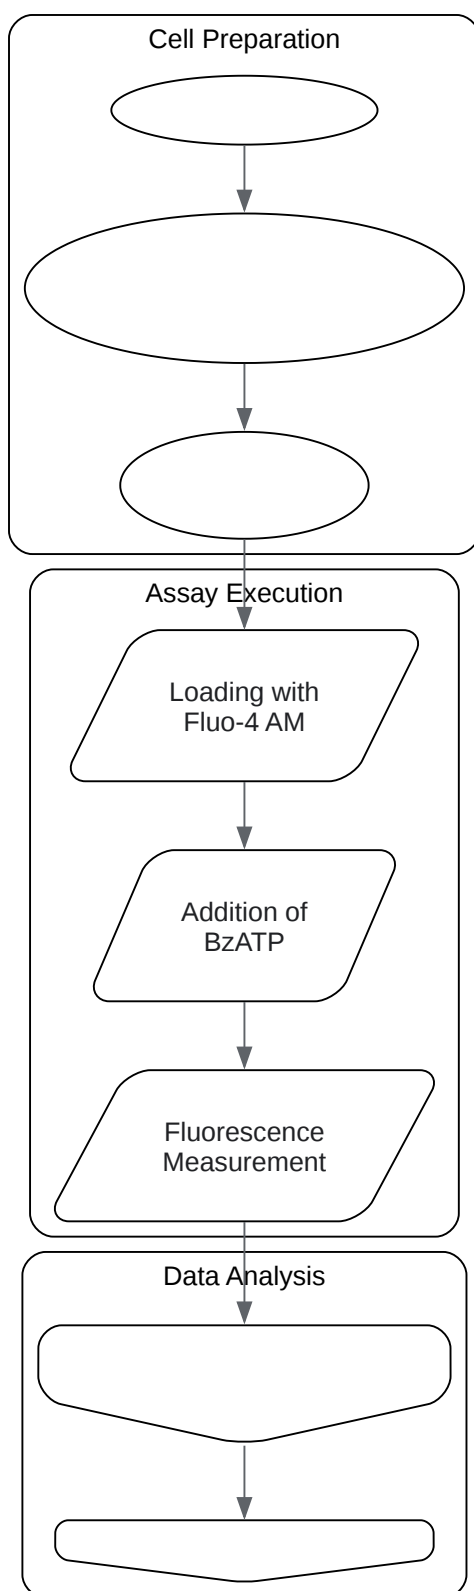 Cell Preparation
Assay Execution
Loading with
Fluo-4 AM
Addition of
BzATP
Fluorescence
Measurement
Data Analysis